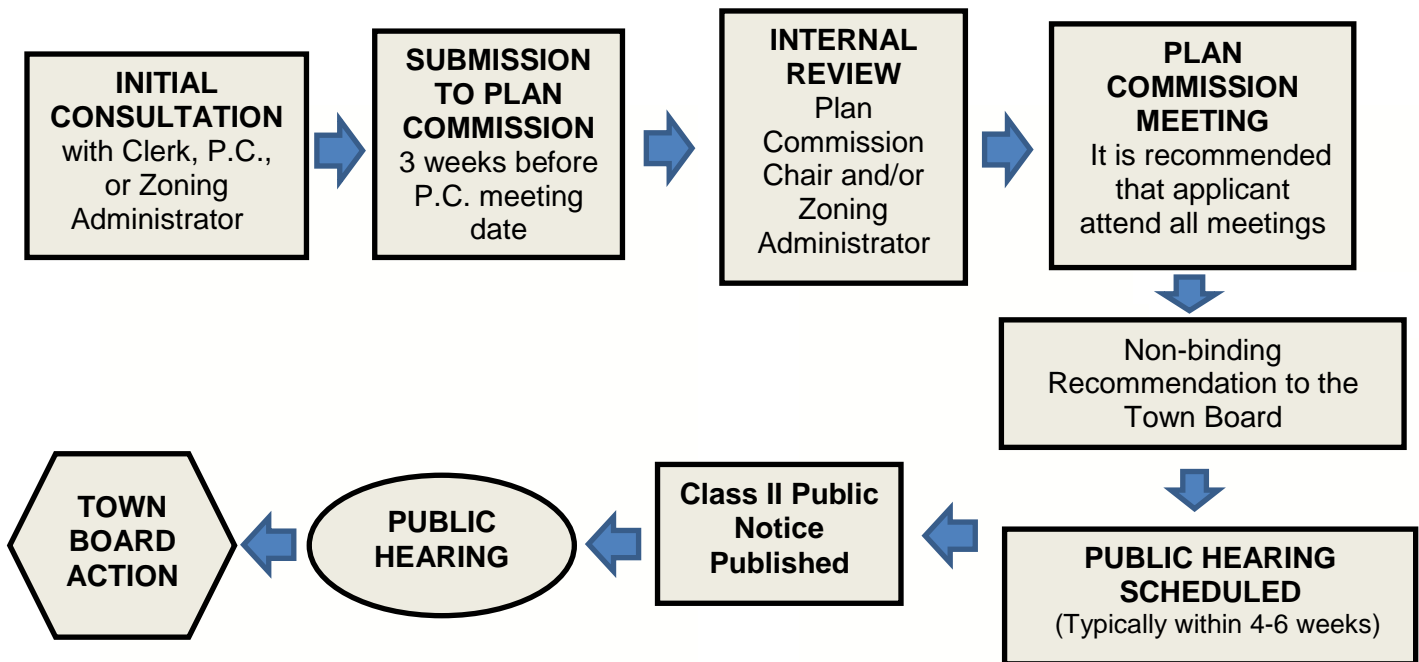 INITIAL
CONSULTATION
with Clerk, P.C.,
or Zoning
Administrator
SUBMISSION
TO PLAN
COMMISSION
3 weeks before
P.C. meeting
date
INTERNAL
REVIEW
Plan
Commission
Chair and/or
Zoning
Administrator
PLAN
COMMISSION
MEETING
It is recommended
that applicant
attend all meetings
Non-binding
Recommendation to the
Town Board
PUBLIC HEARING
SCHEDULED
(Typically within 4-6 weeks)
Class II Public
Notice
Published
PUBLIC
HEARING
TOWN
BOARD
ACTION